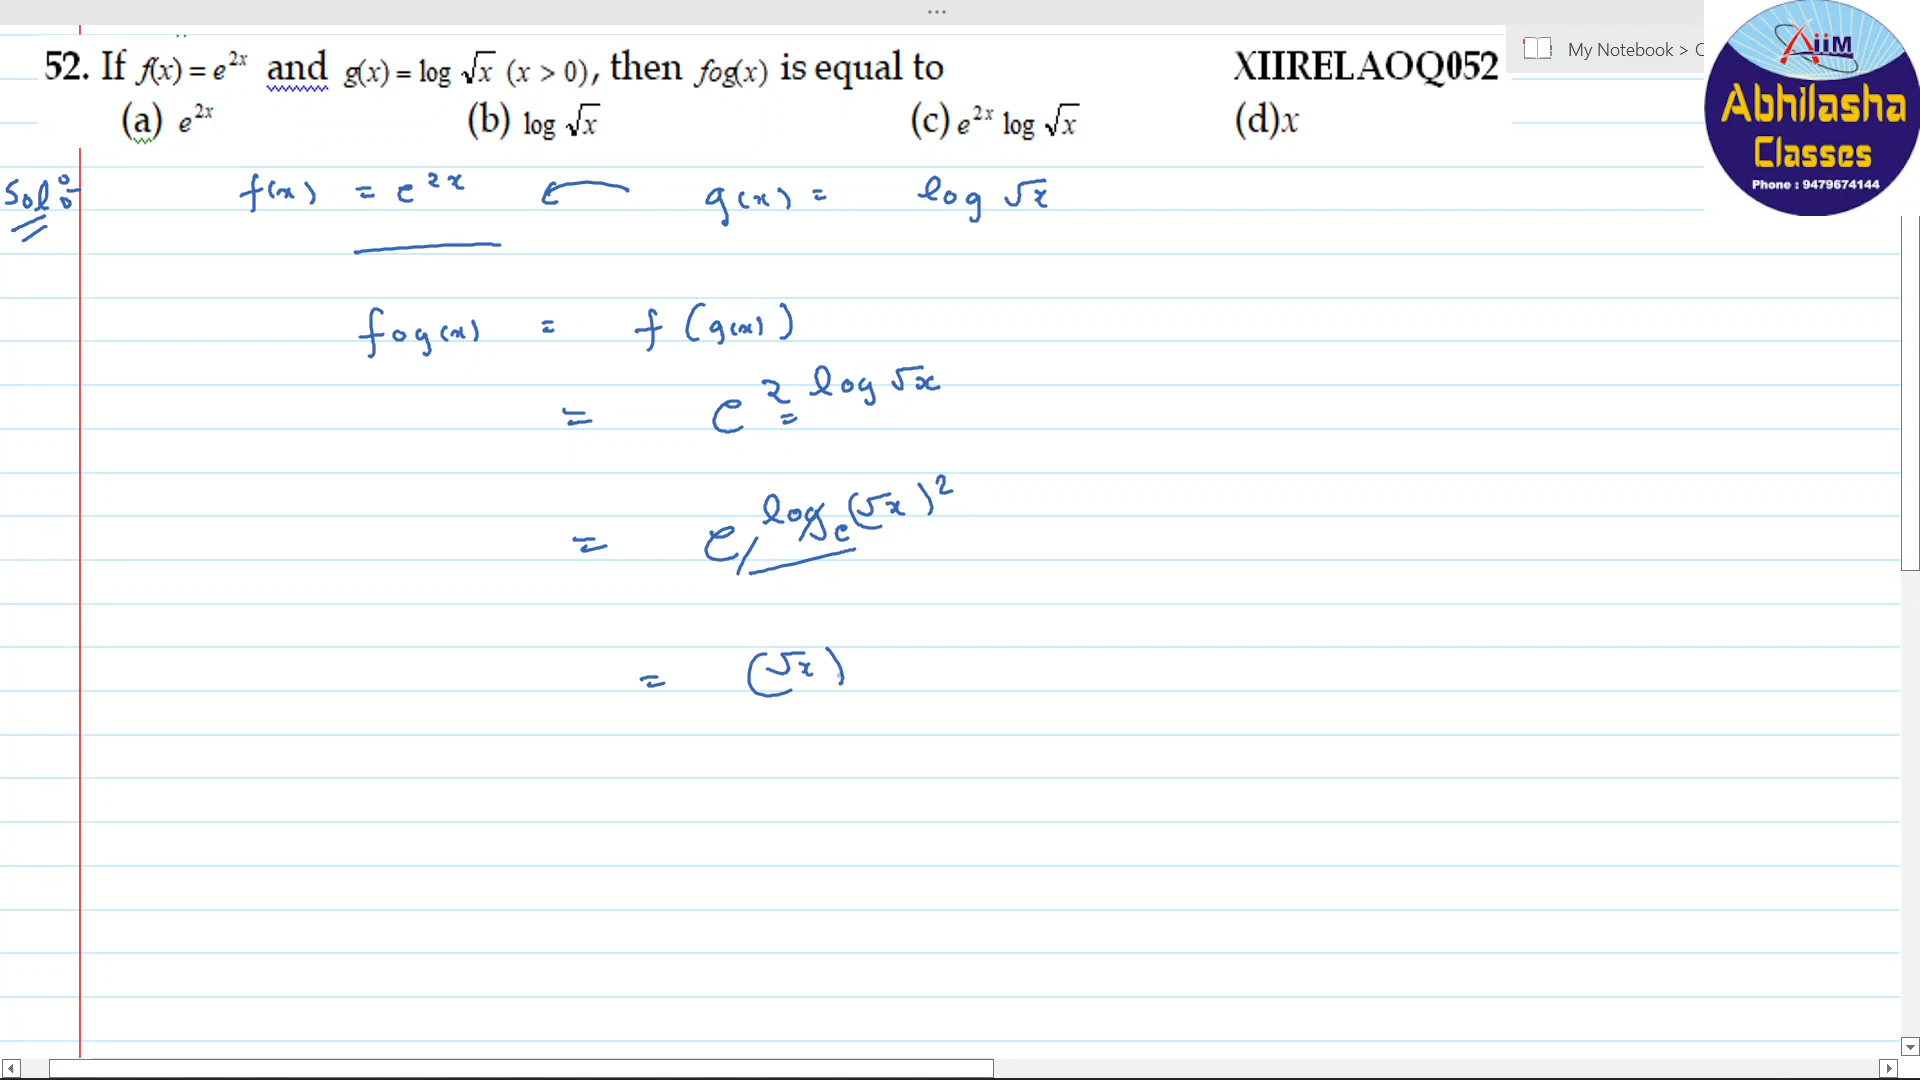 ...
52. If f(x) = e^{2x} and g(x) = log √x (x > 0), then fog(x) is equal to XIIRELAOQ052
(a) e^{2x} (b) log √x (c) e^{2x} log √x (d) x
My Notebook > C
AiiM
Abhilasha
Classes
Phone : 9479674144
Sol: f(x) = e^{2x} g(x) = log √x
fog(x) = f(g(x))
= e^{2 log √x}
= e^{log_e (√x)^2}
= (√x)